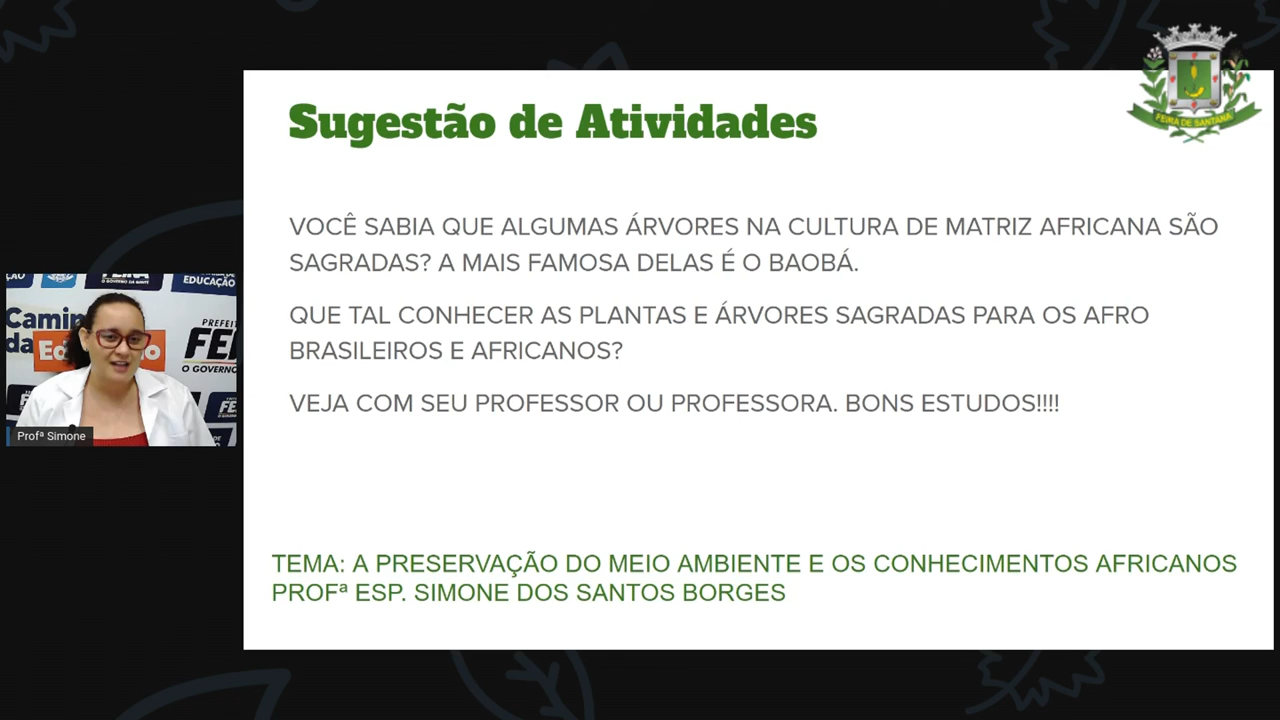 Sugestão de Atividades
FEIRA DE SANTANA
VOCÊ SABIA QUE ALGUMAS ÁRVORES NA CULTURA DE MATRIZ AFRICANA SÃO
SAGRADAS? A MAIS FAMOSA DELAS É O BAOBÁ.
QUE TAL CONHECER AS PLANTAS E ÁRVORES SAGRADAS PARA OS AFRO
BRASILEIROS E AFRICANOS?
VEJA COM SEU PROFESSOR OU PROFESSORA. BONS ESTUDOS!!!!
EDUCAÇÃO
O GOVERNO
Profª Simone
TEMA: A PRESERVAÇÃO DO MEIO AMBIENTE E OS CONHECIMENTOS AFRICANOS
PROFª ESP. SIMONE DOS SANTOS BORGES